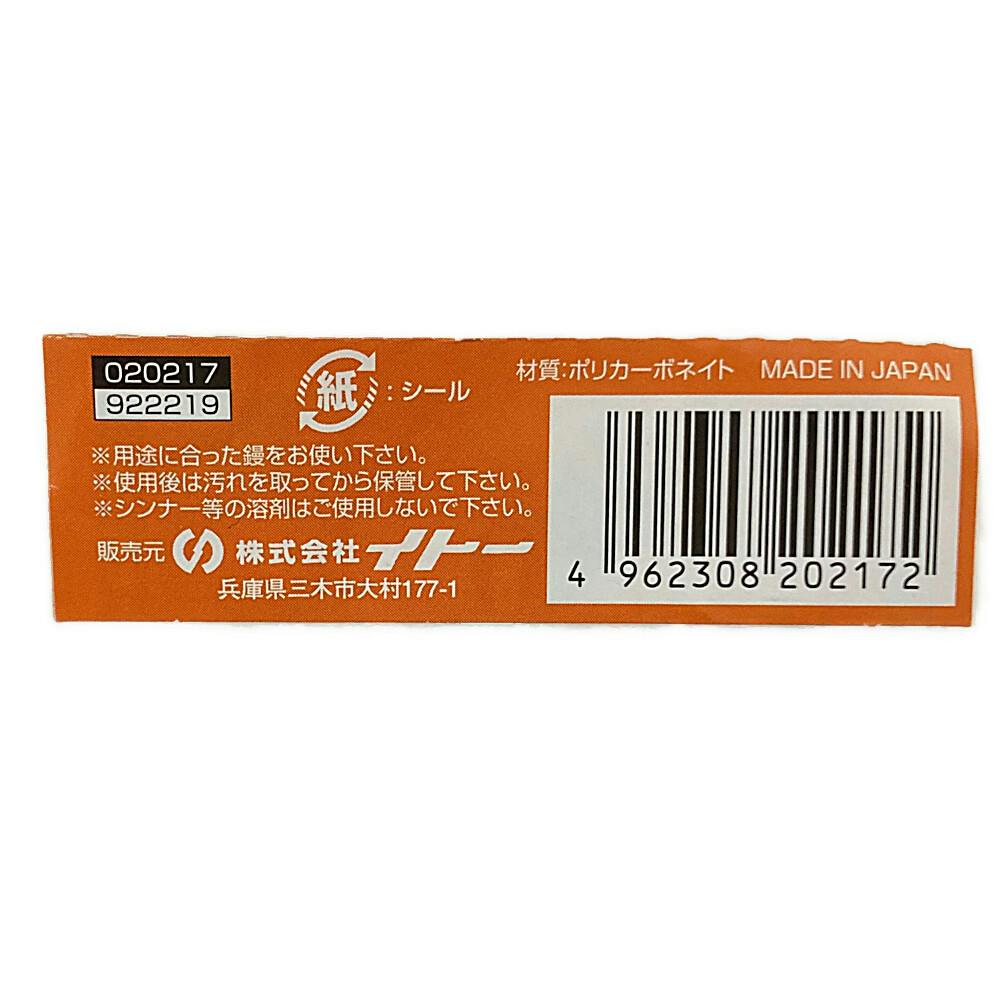 020217
922219
紙:シール
材質:ポリカーボネイト MADE IN JAPAN
※用途に合った鏝をお使い下さい。
※使用後は汚れを取ってから保管して下さい。
※シンナー等の溶剤はご使用しないで下さい。
販売元 株式会社イトー
兵庫県三木市大村177-1
4 962308 202172